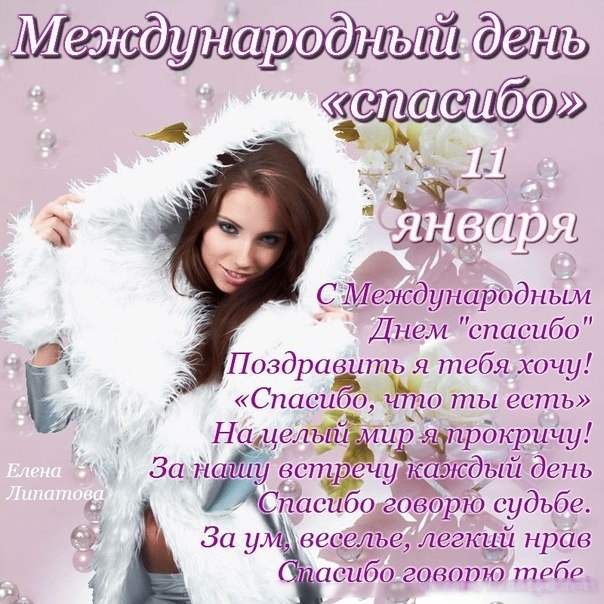 Международный день
«спасибо»
11
января
С Международным
Днем "спасибо"
Поздравить я тебя хочу!
«Спасибо, что ты есть»
На целый мир я прокричу!
За нашу встречу каждый день
Спасибо говорю судьбе.
За ум, веселье, легкий нрав
Спасибо говорю тебе.
Елена
Липатова